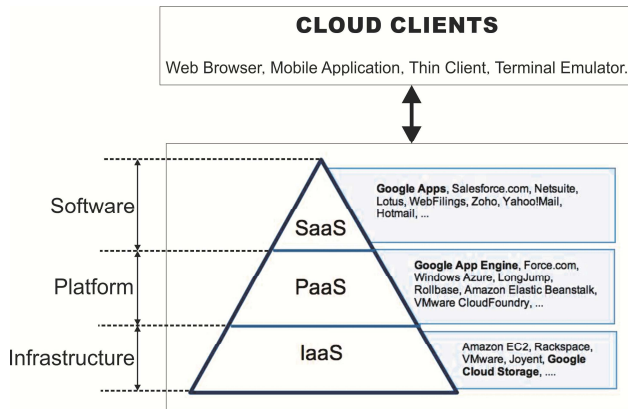 CLOUD CLIENTS
Web Browser, Mobile Application, Thin Client, Terminal Emulator.
Software
SaaS
Google Apps, Salesforce.com, Netsuite,
Lotus, WebFilings, Zoho, Yahoo!Mail,
Hotmail, ...
Platform
PaaS
Google App Engine, Force.com,
Windows Azure, LongJump,
Rollbase, Amazon Elastic Beanstalk,
VMware CloudFoundry, ...
Infrastructure
IaaS
Amazon EC2, Rackspace,
VMware, Joyent, Google
Cloud Storage, ....